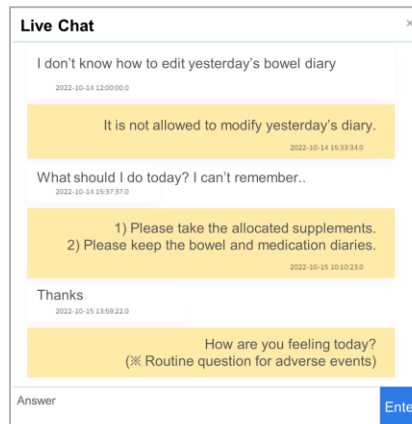 Live Chat
×
I don't know how to edit yesterday's bowel diary
2022-10-14 12:00:00.0
It is not allowed to modify yesterday's diary.
2022-10-14 15:33:34.0
What should I do today? I can't remember..
2022-10-14 15:37:37.0
1) Please take the allocated supplements.
2) Please keep the bowel and medication diaries.
2022-10-15 10:10:23.0
Thanks
2022-10-15 13:59:22.0
How are you feeling today?
(※ Routine question for adverse events)
Answer
Ente